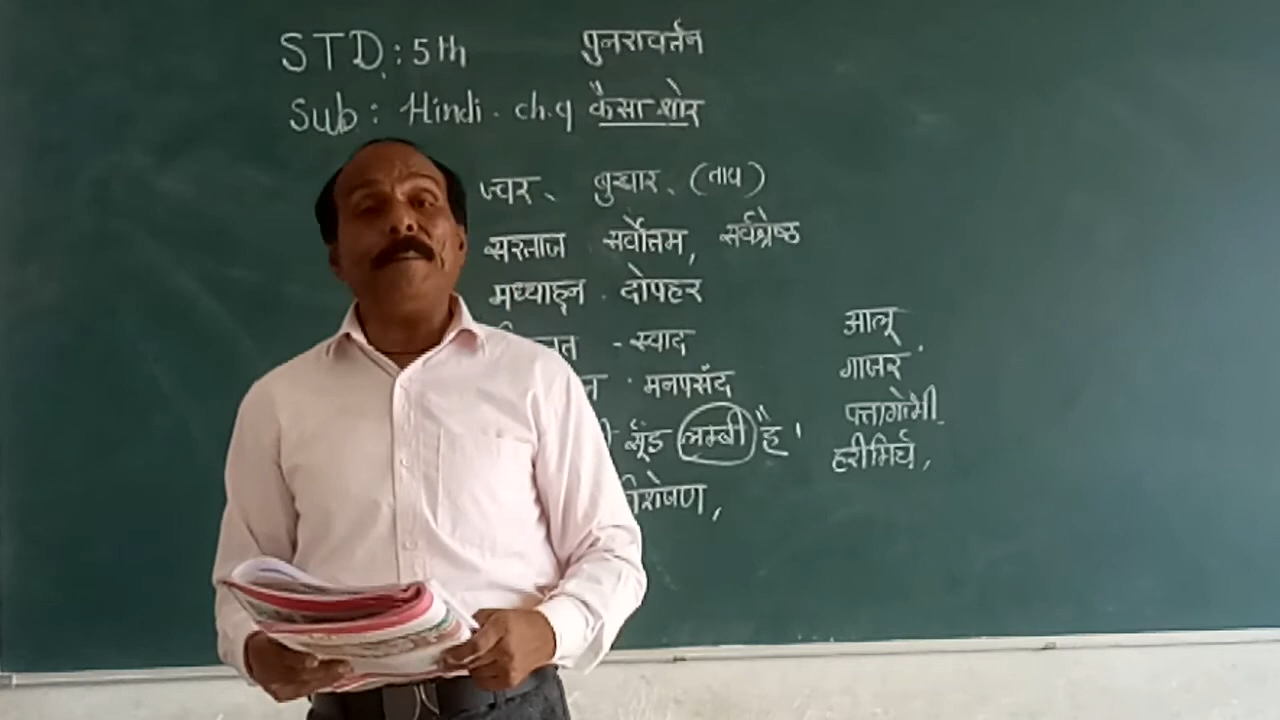 STD : 5th पुनरावर्तन
Sub : Hindi . ch.9 कैसा शोर
ज्वर、 बुखार、 (ताव)
सरताज सर्वोत्तम, सर्वश्रेष्ठ
मध्याह्न . दोपहर
- स्वाद
. मनपसंद
सूंड लम्बी है ।
आलू
गाजर
पत्तागोभी
हरीमिर्च,